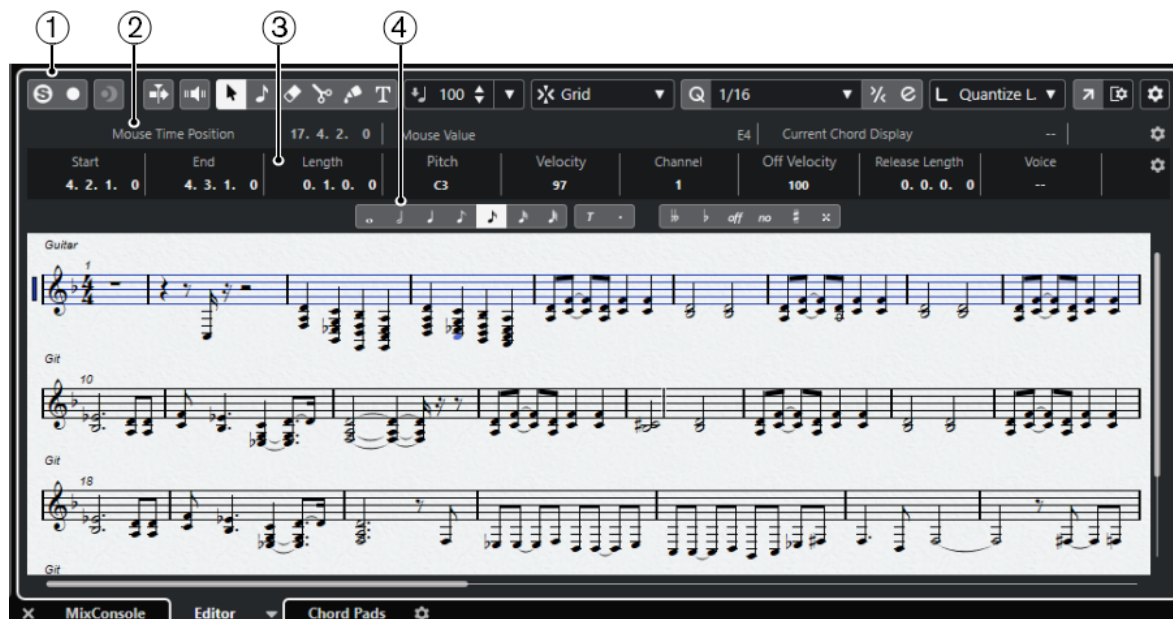 1 2 3 4
S T 100 Grid Q 1/16 L Quantize L.
Mouse Time Position 17. 4. 2. 0 Mouse Value E4 Current Chord Display --
Start End Length Pitch Velocity Channel Off Velocity Release Length Voice
4. 2. 1. 0 4. 3. 1. 0 0. 1. 0. 0 C3 97 1 100 0. 0. 0. 0 --
T . off no
Guitar
1
4
4
Git
10
Git
18
Git
MixConsole Editor Chord Pads